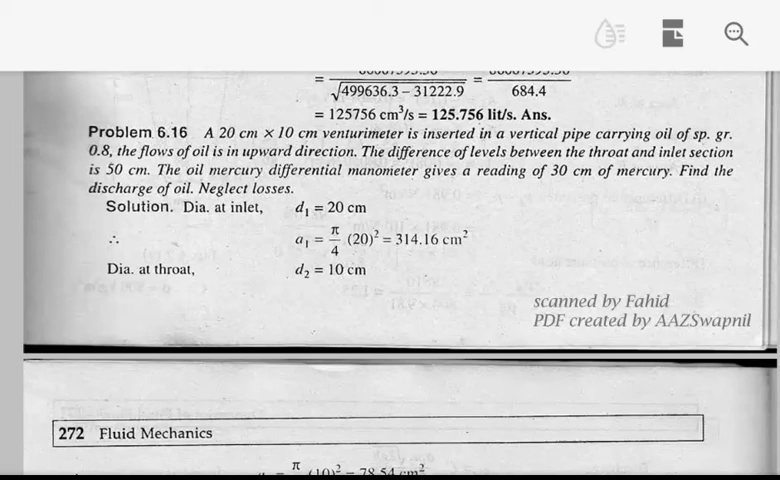 = √499636.3 – 31222.9 = 684.4
= 125756 cm³/s = 125.756 lit/s. Ans.
Problem 6.16 A 20 cm × 10 cm venturimeter is inserted in a vertical pipe carrying oil of sp. gr.
0.8, the flows of oil is in upward direction. The difference of levels between the throat and inlet section
is 50 cm. The oil mercury differential manometer gives a reading of 30 cm of mercury. Find the
discharge of oil. Neglect losses.
Solution. Dia. at inlet, d₁ = 20 cm
∴ a₁ = π/4 (20)² = 314.16 cm²
Dia. at throat, d₂ = 10 cm
scanned by Fahid
PDF created by AAZSwapnil
272 Fluid Mechanics
π (10)² – 78.54 cm²